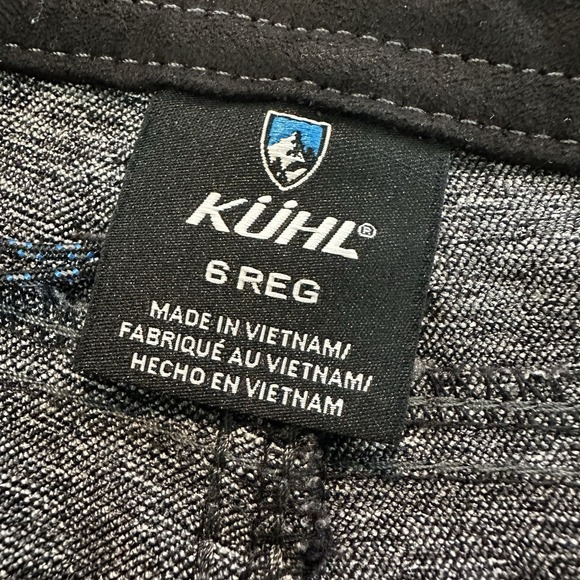 KÜHL®
6 REG
MADE IN VIETNAM/
FABRIQUÉ AU VIETNAM/
HECHO EN VIETNAM